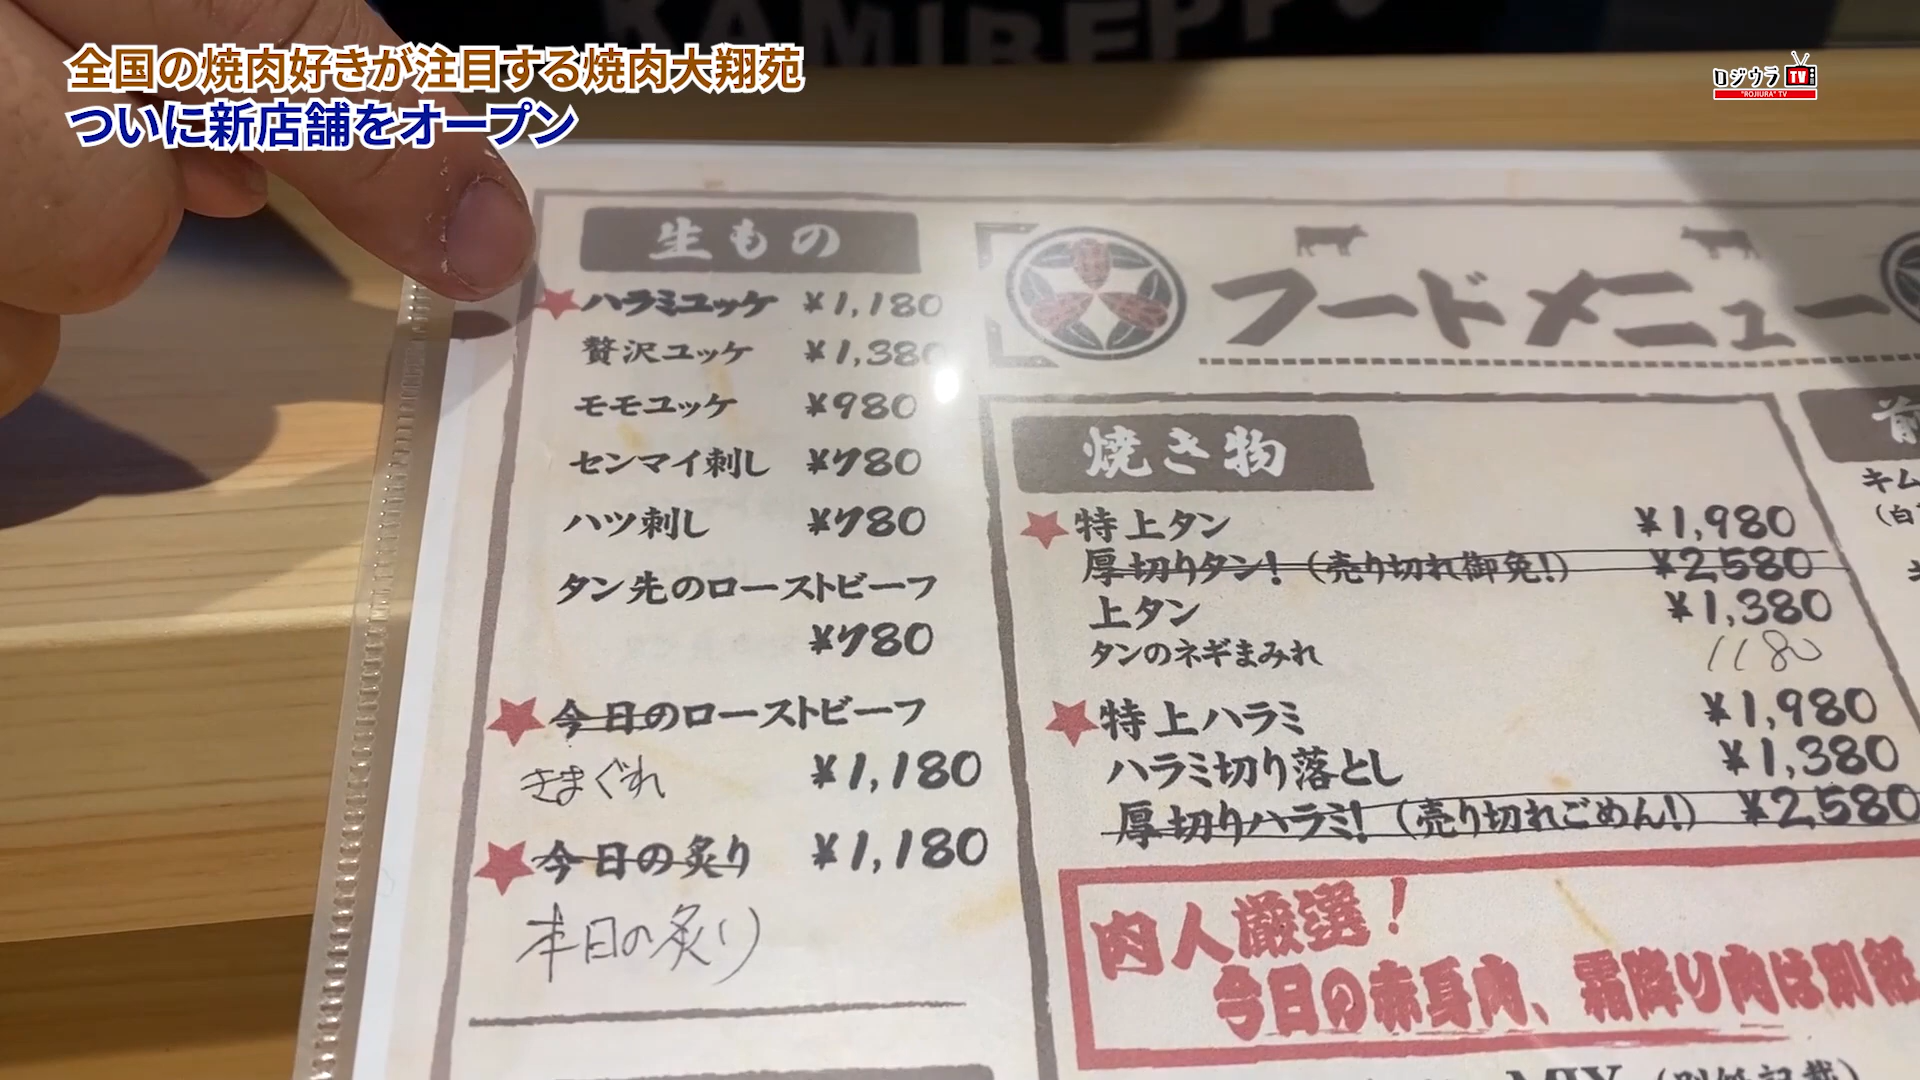 全国の焼肉好きが注目する焼肉大翔苑
ついに新店舗をオープン
ロジウラTV
"ROJIURA" TV
生もの
ハラミユッケ ¥1,180
贅沢ユッケ ¥1,380
モモユッケ ¥980
センマイ刺し ¥780
ハツ刺し ¥780
タン先のローストビーフ
¥780
今日のローストビーフ
きまぐれ ¥1,180
今日の炙り ¥1,180
本日の炙り
フードメニュー
焼き物
特上タン ¥1,980
厚切りタン!(売り切れ御免!) ¥2,580
上タン ¥1,380
タンのネギまみれ 1180
特上ハラミ ¥1,980
ハラミ切り落とし ¥1,380
厚切りハラミ!(売り切れごめん!) ¥2,580
肉人厳選!
今日の赤身肉、霜降り肉は別紙
前
キム
(白